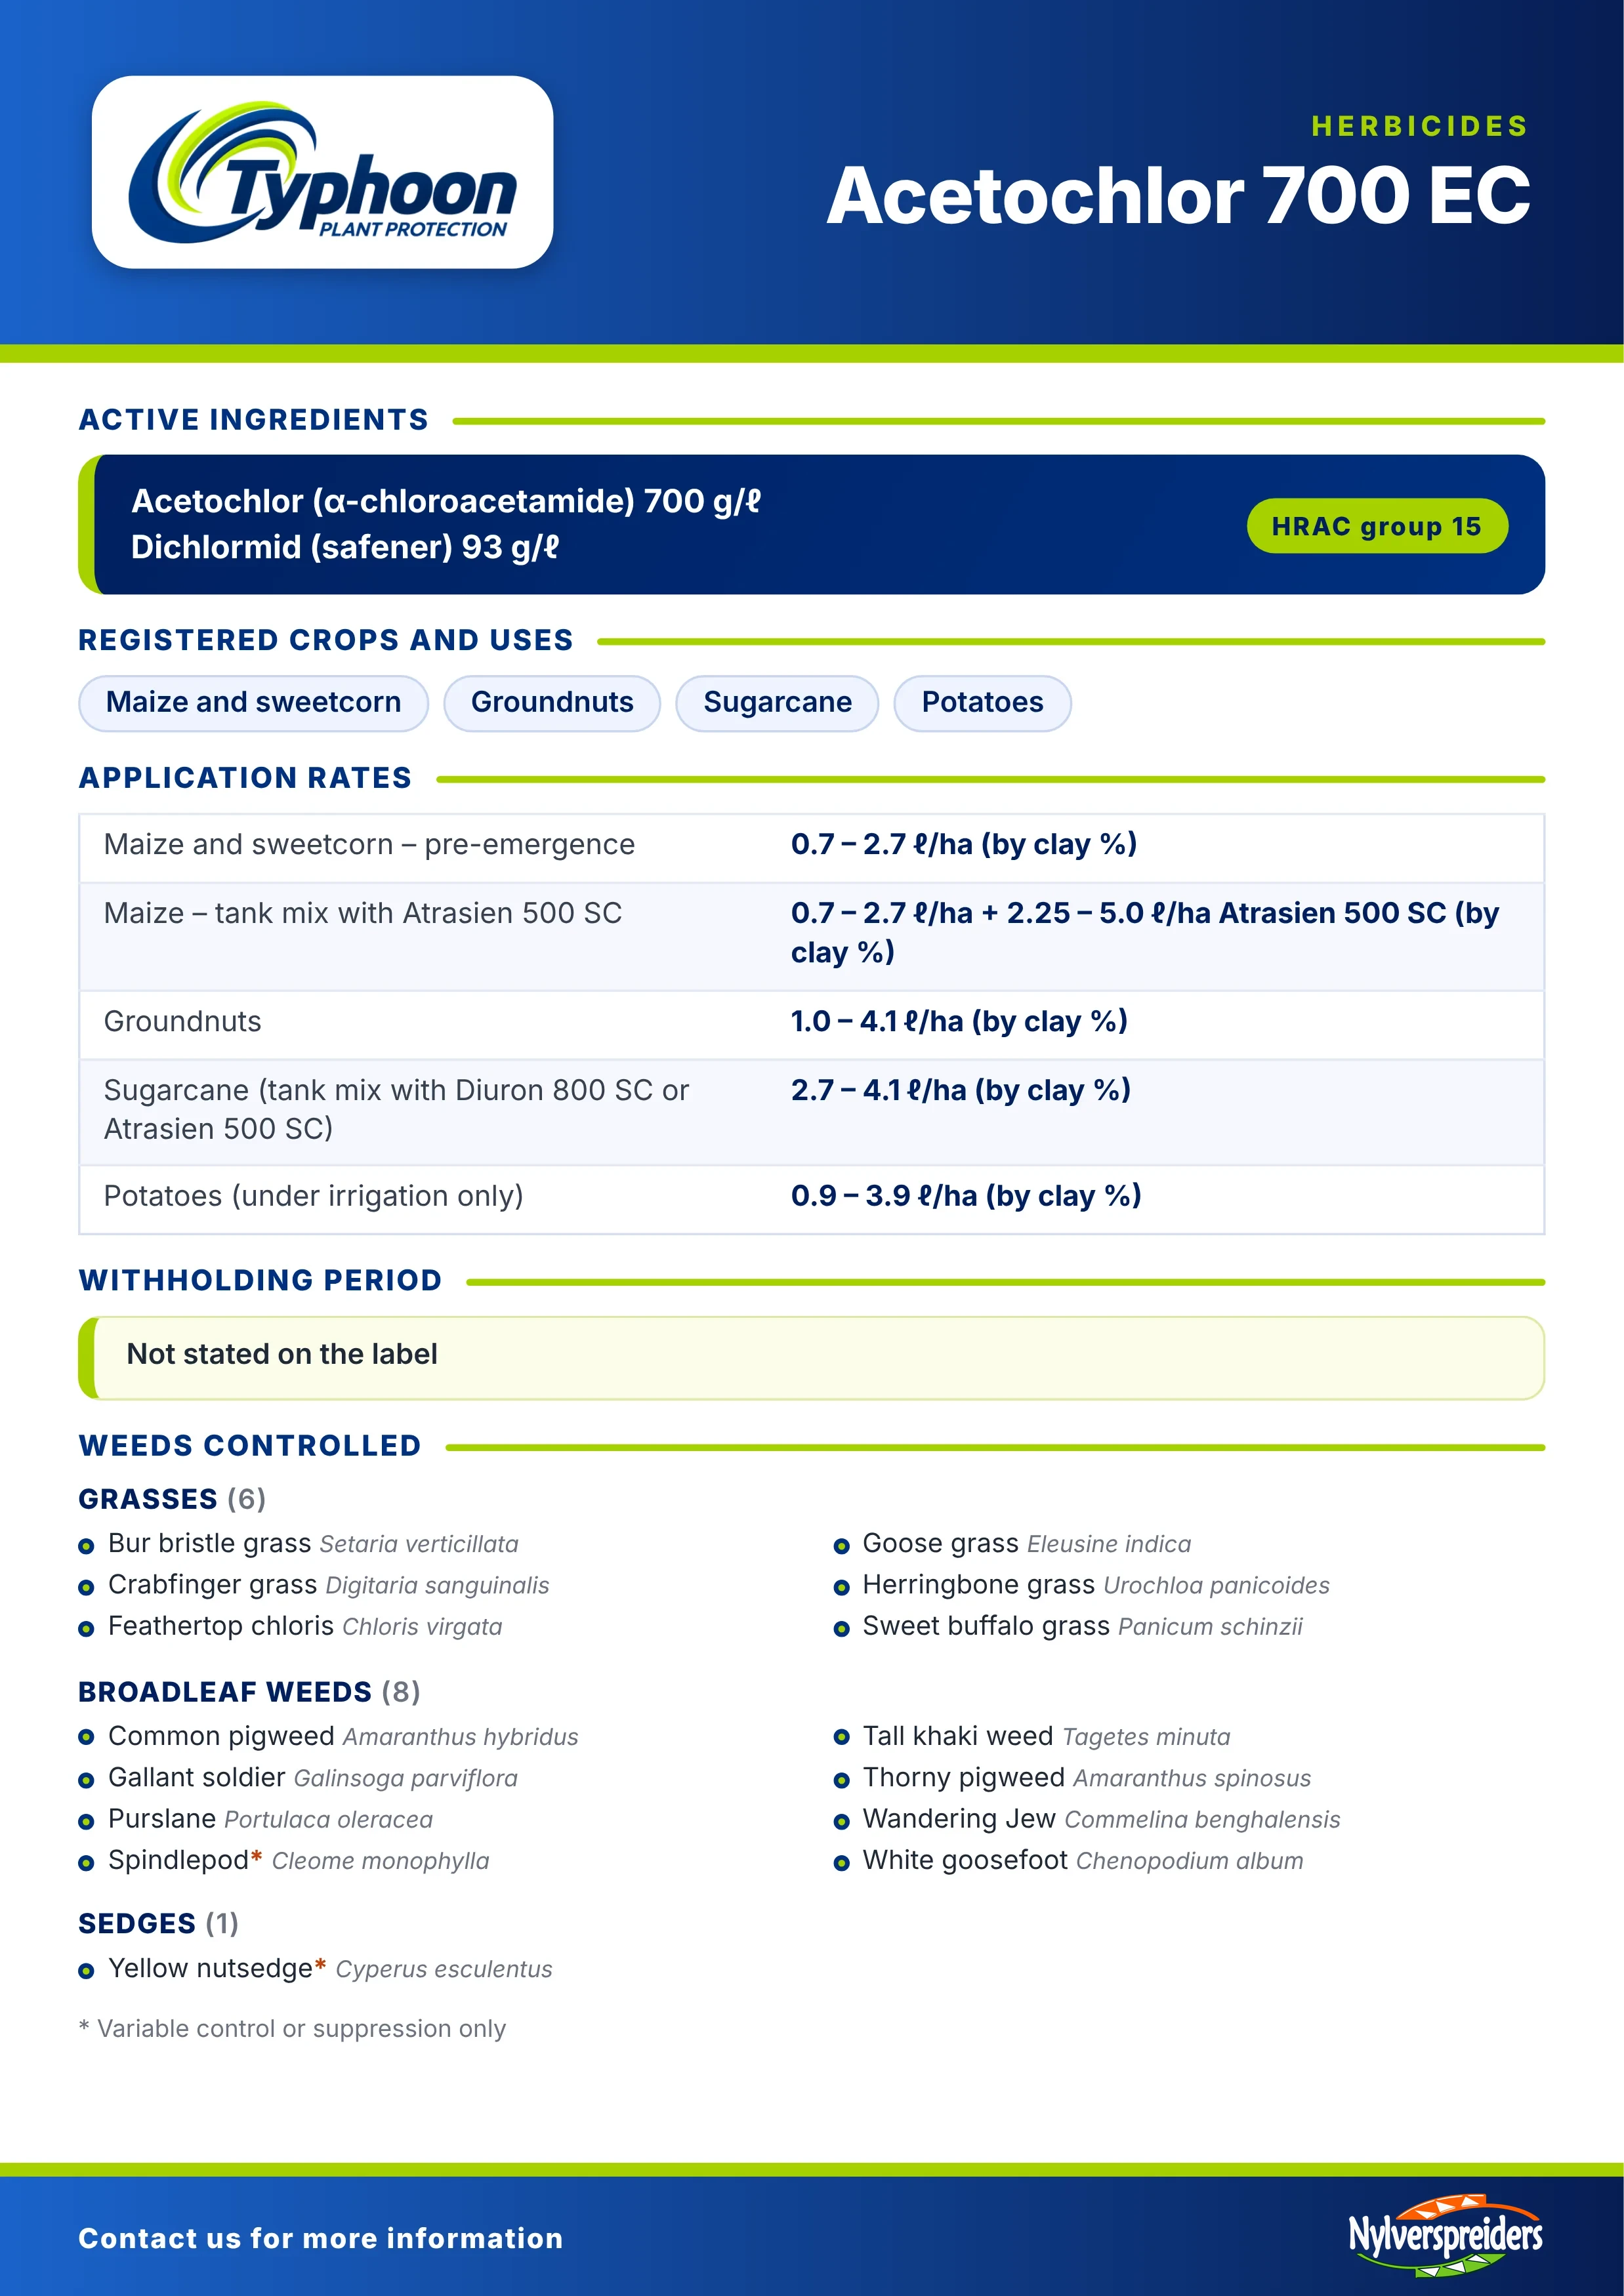 Typhoon
PLANT PROTECTION
HERBICIDES
Acetochlor 700 EC
ACTIVE INGREDIENTS
Acetochlor (α-chloroacetamide) 700 g/ℓ
Dichlormid (safener) 93 g/ℓ
HRAC group 15
REGISTERED CROPS AND USES
Maize and sweetcorn
Groundnuts
Sugarcane
Potatoes
APPLICATION RATES
Maize and sweetcorn – pre-emergence
0.7 – 2.7 ℓ/ha (by clay %)
Maize – tank mix with Atrasien 500 SC
0.7 – 2.7 ℓ/ha + 2.25 – 5.0 ℓ/ha Atrasien 500 SC (by
clay %)
Groundnuts
1.0 – 4.1 ℓ/ha (by clay %)
Sugarcane (tank mix with Diuron 800 SC or
Atrasien 500 SC)
2.7 – 4.1 ℓ/ha (by clay %)
Potatoes (under irrigation only)
0.9 – 3.9 ℓ/ha (by clay %)
WITHHOLDING PERIOD
Not stated on the label
WEEDS CONTROLLED
GRASSES (6)
Bur bristle grass Setaria verticillata
Crabfinger grass Digitaria sanguinalis
Feathertop chloris Chloris virgata
Goose grass Eleusine indica
Herringbone grass Urochloa panicoides
Sweet buffalo grass Panicum schinzii
BROADLEAF WEEDS (8)
Common pigweed Amaranthus hybridus
Gallant soldier Galinsoga parviflora
Purslane Portulaca oleracea
Spindlepod* Cleome monophylla
Tall khaki weed Tagetes minuta
Thorny pigweed Amaranthus spinosus
Wandering Jew Commelina benghalensis
White goosefoot Chenopodium album
SEDGES (1)
Yellow nutsedge* Cyperus esculentus
* Variable control or suppression only
Contact us for more information
Nylverspreiders